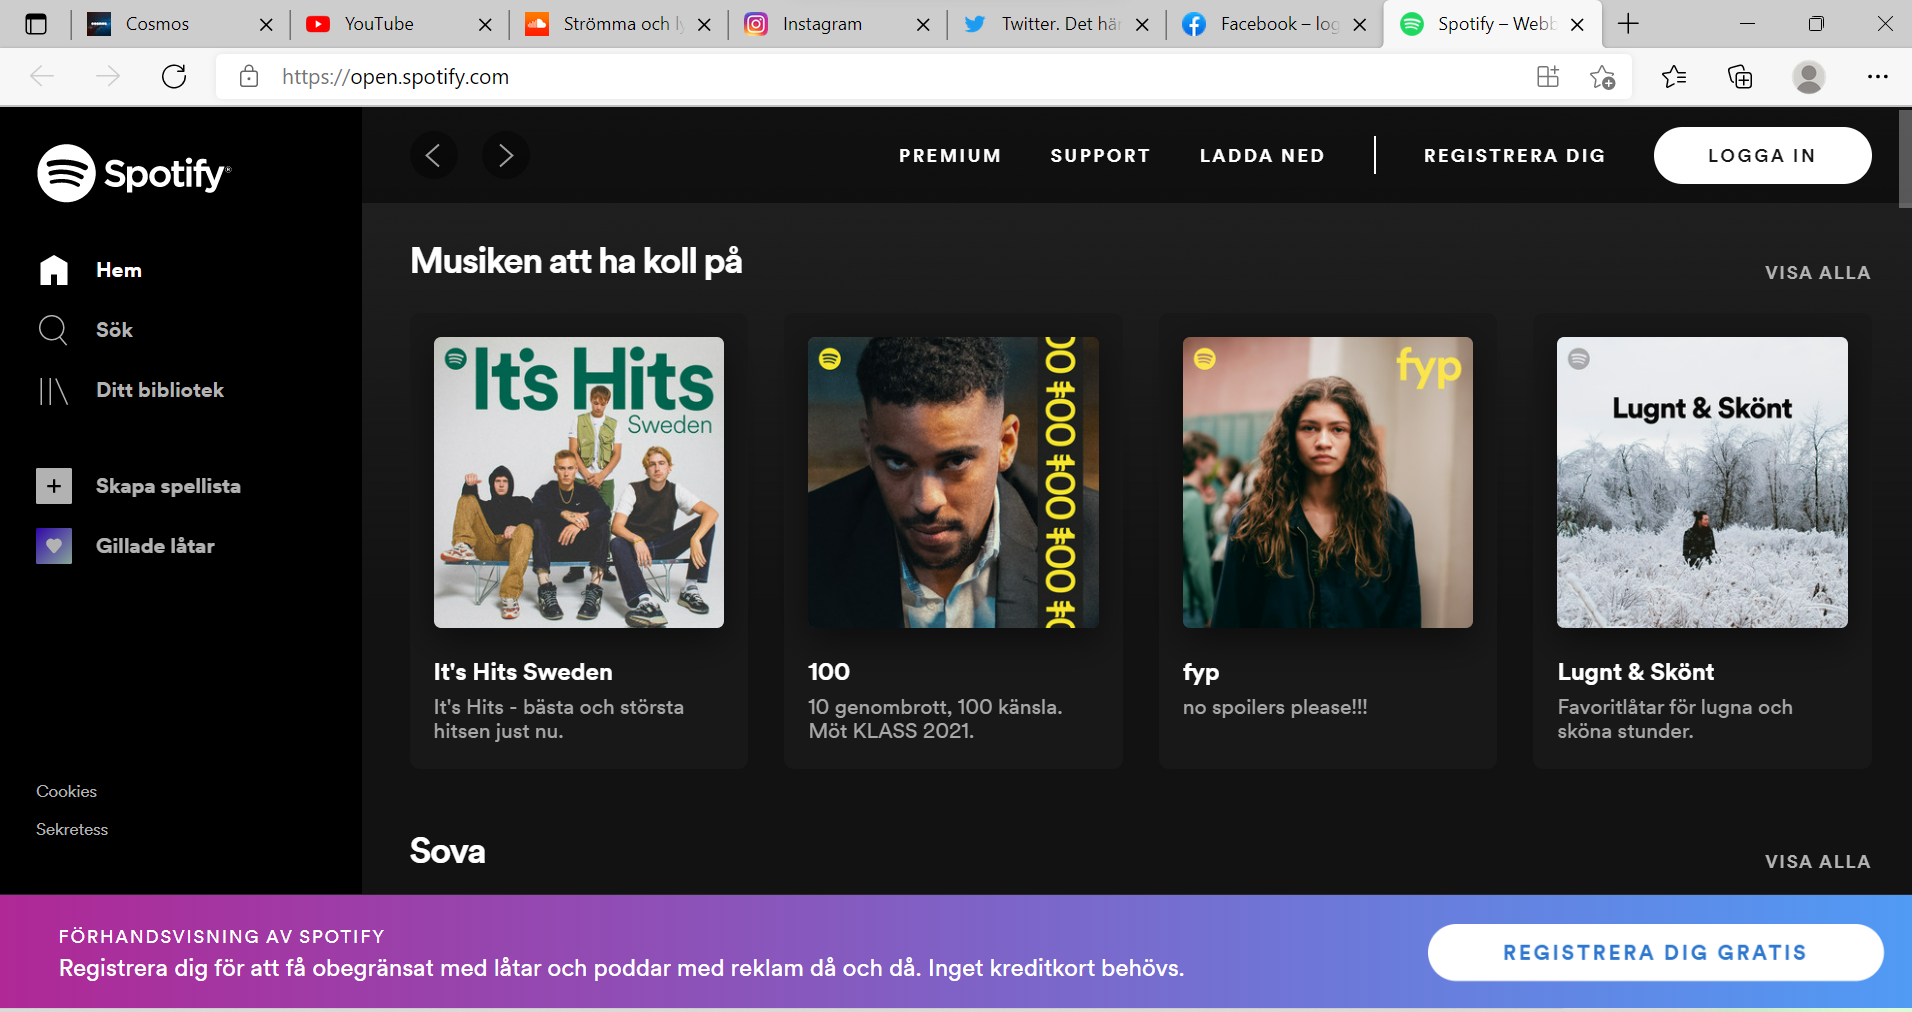 Cosmos
YouTube
Strömma och ly
Instagram
Twitter. Det här
Facebook – log
Spotify – Webb
https://open.spotify.com
Spotify
PREMIUM
SUPPORT
LADDA NED
REGISTRERA DIG
LOGGA IN
Hem
Sök
Ditt bibliotek
Skapa spellista
Gillade låtar
Cookies
Sekretess
Musiken att ha koll på
VISA ALLA
It's Hits
Sweden
100 100 100 100
fyp
Lugnt & Skönt
It's Hits Sweden
It's Hits - bästa och största
hitsen just nu.
100
10 genombrott, 100 känsla.
Möt KLASS 2021.
fyp
no spoilers please!!!
Lugnt & Skönt
Favoritlåtar för lugna och
sköna stunder.
Sova
VISA ALLA
FÖRHANDSVISNING AV SPOTIFY
Registrera dig för att få obegränsat med låtar och poddar med reklam då och då. Inget kreditkort behövs.
REGISTRERA DIG GRATIS